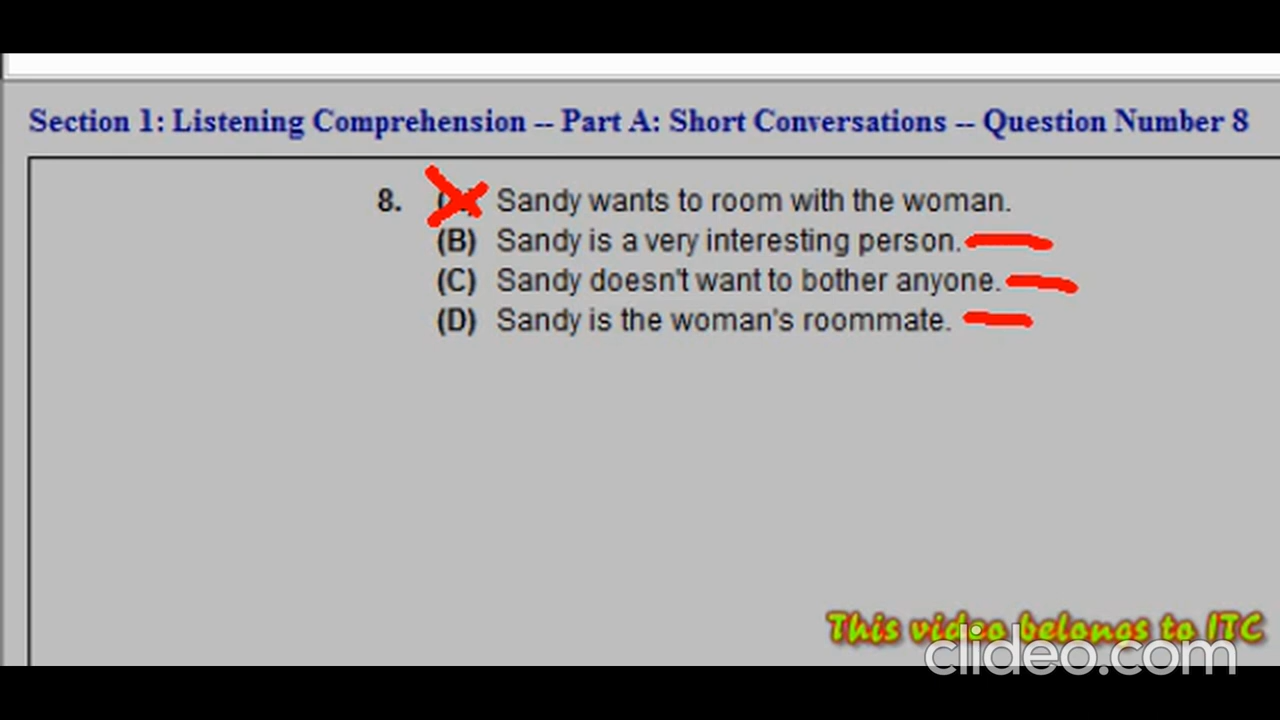 Section 1: Listening Comprehension -- Part A: Short Conversations -- Question Number 8
8. Sandy wants to room with the woman.
(B) Sandy is a very interesting person.
(C) Sandy doesn't want to bother anyone.
(D) Sandy is the woman's roommate.
This video belongs to ITC
clideo.com